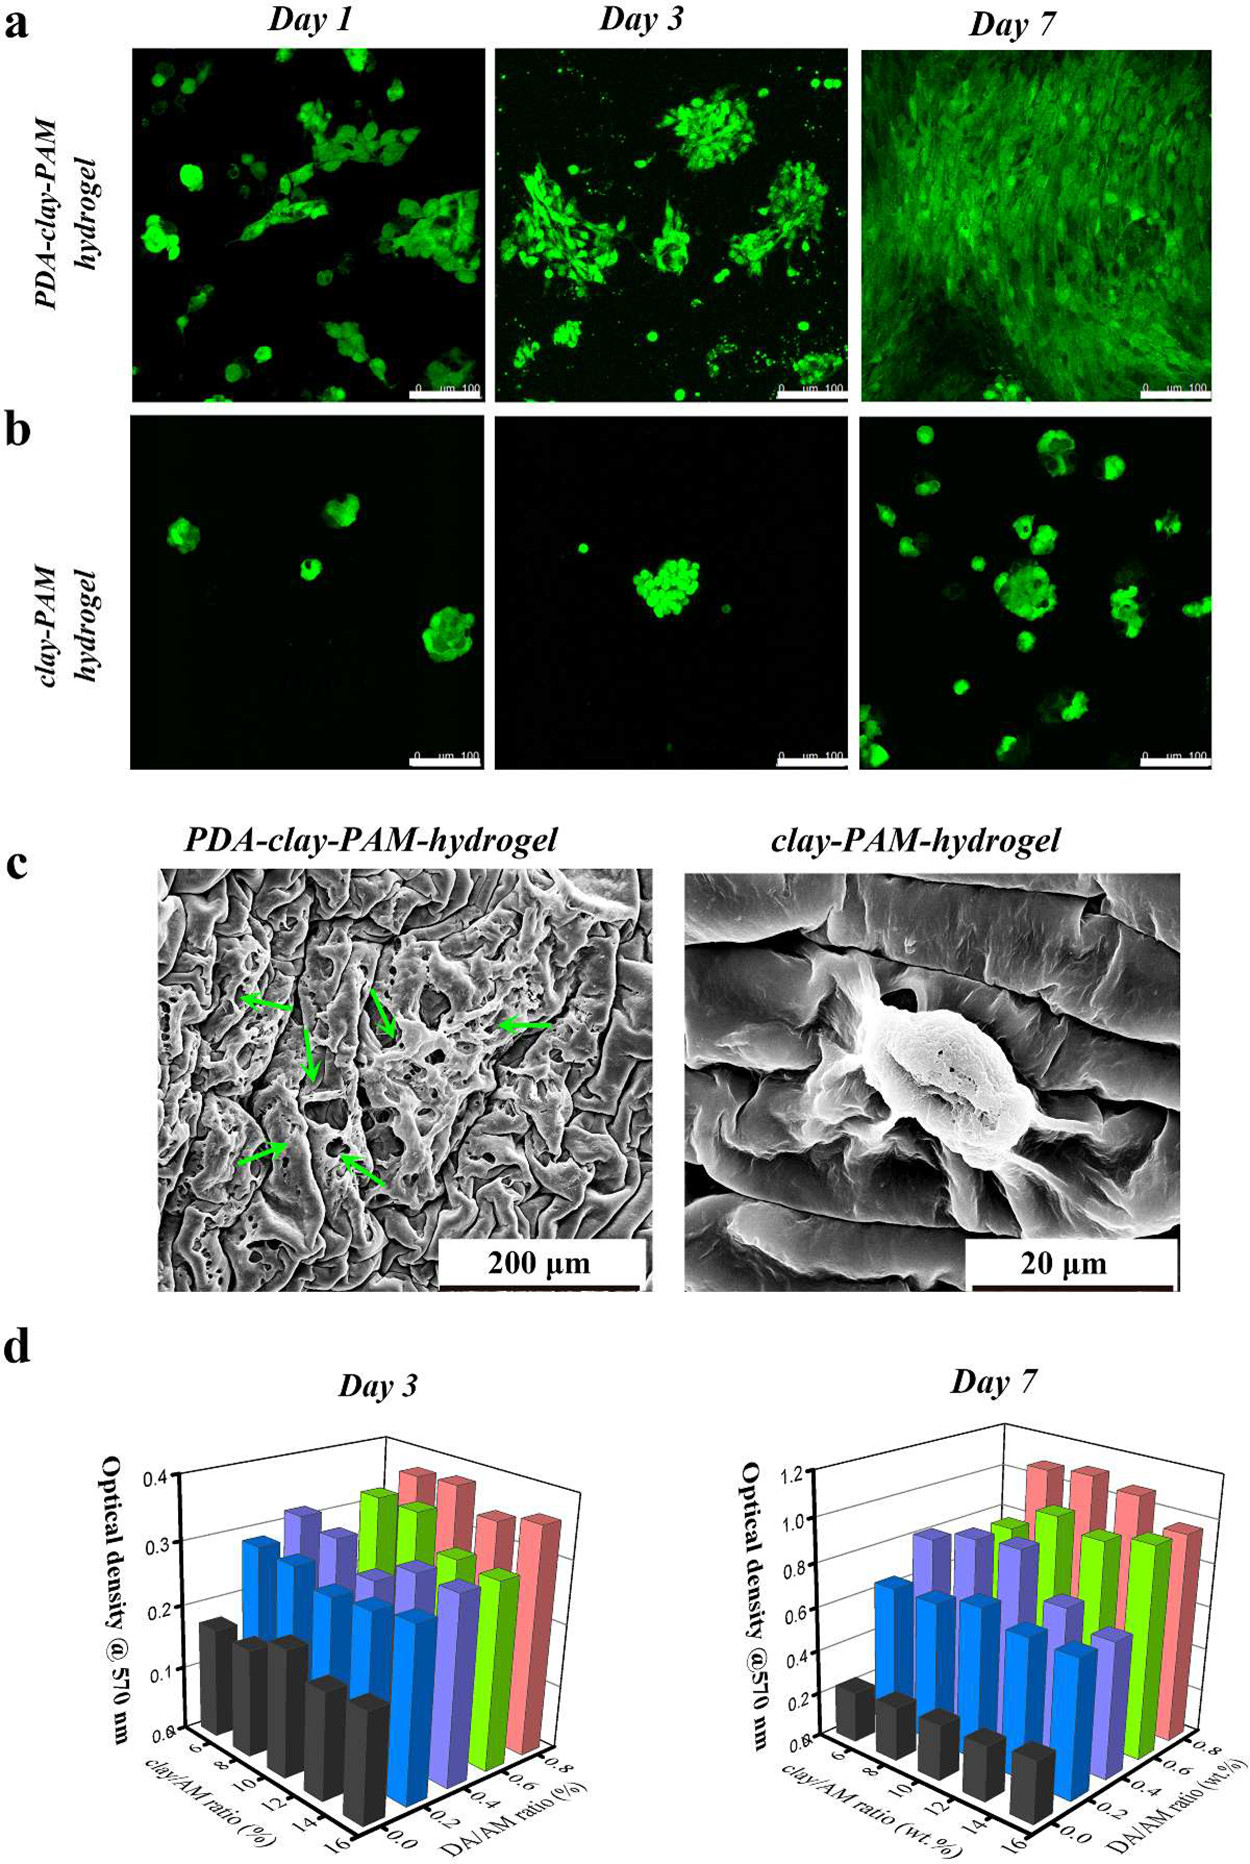 a
Day 1
Day 3
Day 7
PDA-clay-PAM
hydrogel
0 µm 100
0 µm 100
0 µm 100
b
clay-PAM
hydrogel
0 µm 100
0 µm 100
0 µm 100
c
PDA-clay-PAM-hydrogel
clay-PAM-hydrogel
200 µm
20 µm
d
Day 3
Day 7
Optical density @ 570 nm
0.4
0.3
0.2
0.1
0.0
6
8
10
12
14
16
clay/AM ratio (%)
0.0
0.2
0.4
0.6
0.8
DA/AM ratio (%)
Optical density @570 nm
1.2
1.0
0.8
0.6
0.4
0.2
0.0
6
8
10
12
14
16
clay/AM ratio (wt.%)
0.0
0.2
0.4
0.6
0.8
DA/AM ratio (wt.%)